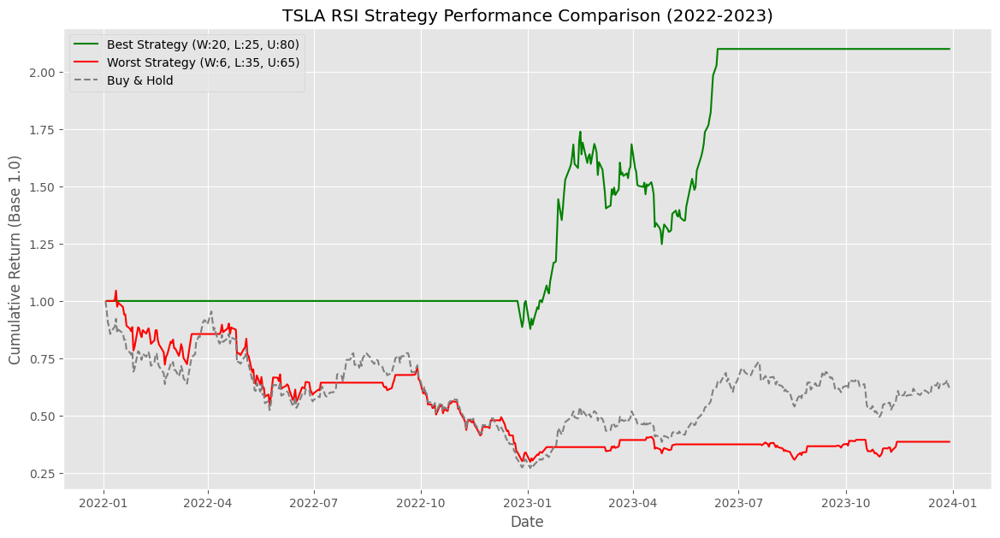 TSLA RSI Strategy Performance Comparison (2022-2023)
Best Strategy (W:20, L:25, U:80)
Worst Strategy (W:6, L:35, U:65)
Buy & Hold
Cumulative Return (Base 1.0)
2.00
1.75
1.50
1.25
1.00
0.75
0.50
0.25
2022-01
2022-04
2022-07
2022-10
2023-01
2023-04
2023-07
2023-10
2024-01
Date